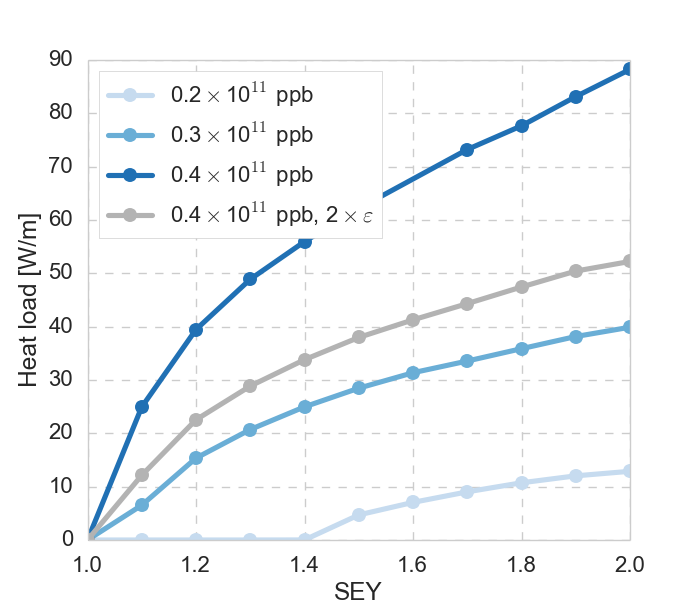 90
80
70
60
50
40
30
20
10
0
Heat load [W/m]
0.2 × 10¹¹ ppb
0.3 × 10¹¹ ppb
0.4 × 10¹¹ ppb
0.4 × 10¹¹ ppb, 2 × ε
1.0 1.2 1.4 1.6 1.8 2.0
SEY